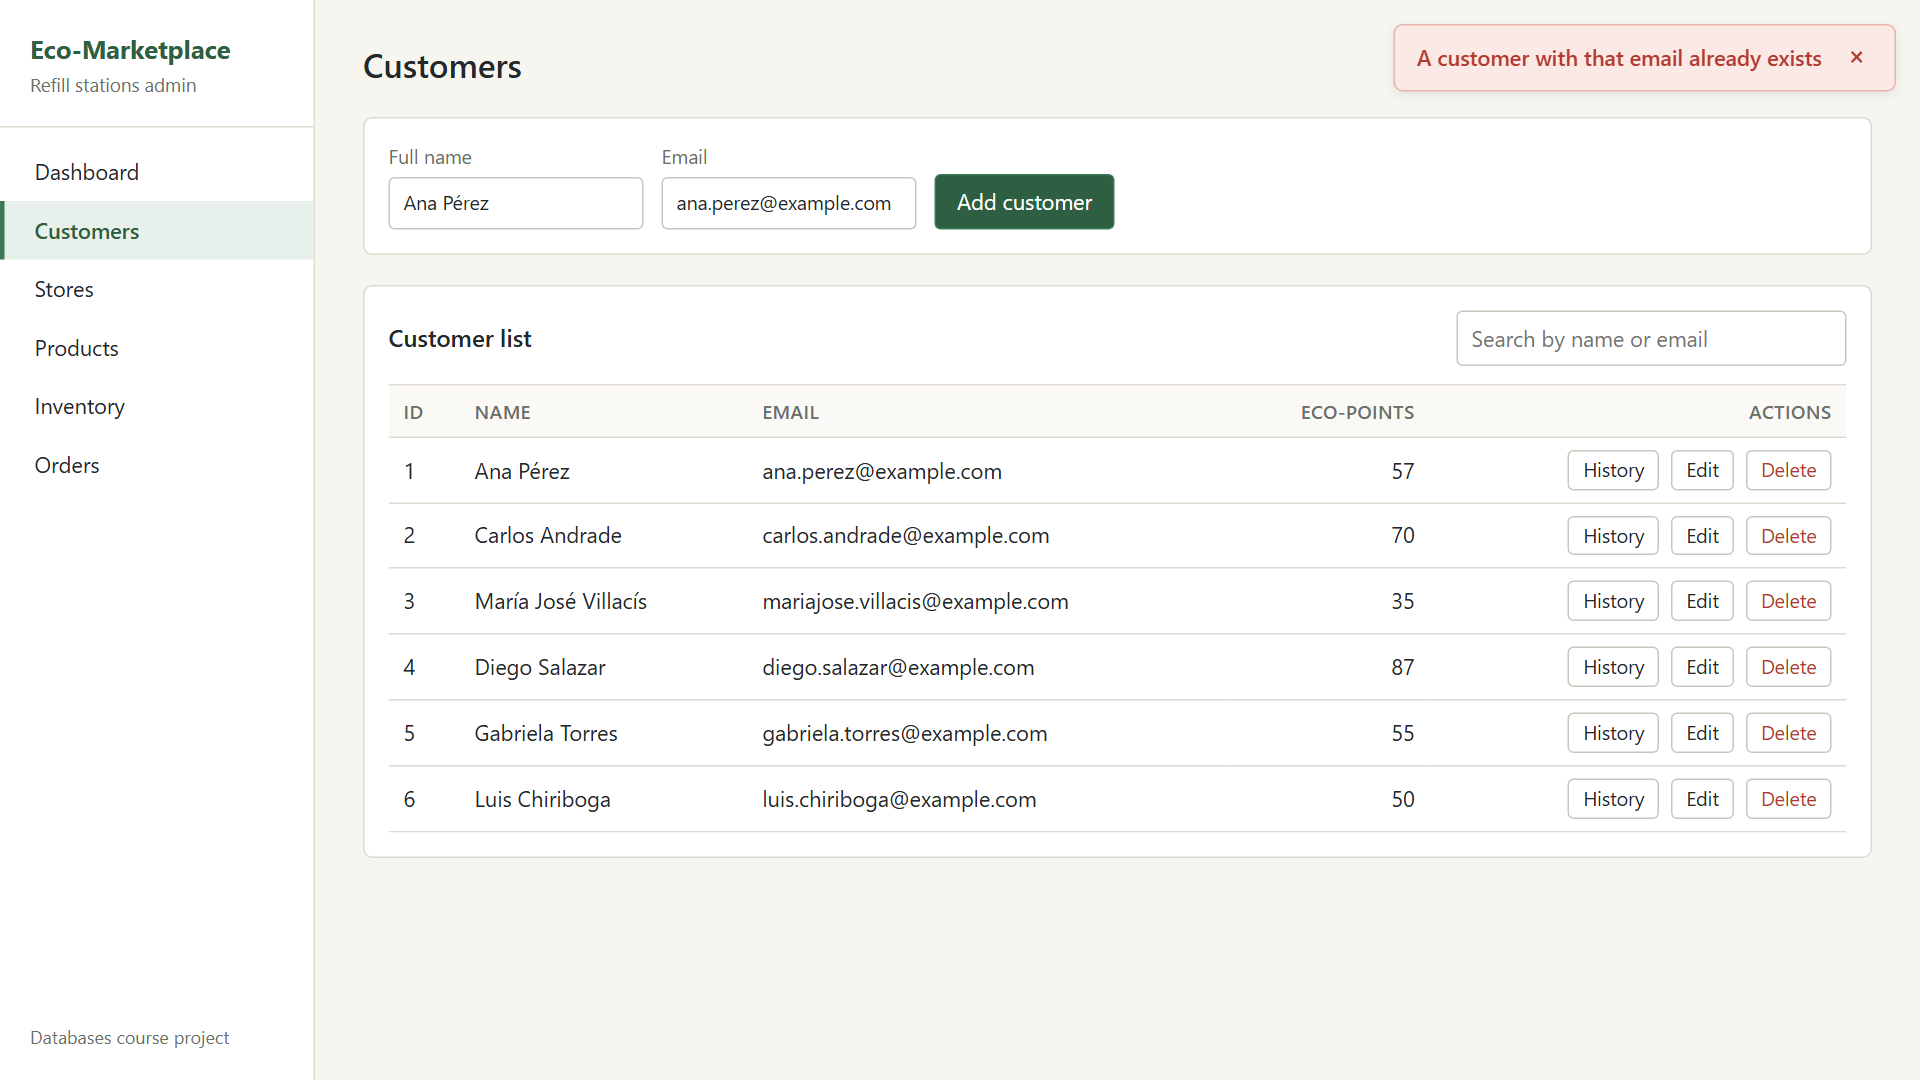 Eco-Marketplace
Refill stations admin
Dashboard
Customers
Stores
Products
Inventory
Orders
Databases course project
Customers
A customer with that email already exists ×
Full name Email
Ana Pérez ana.perez@example.com Add customer
Customer list Search by name or email
ID NAME EMAIL ECO-POINTS ACTIONS
1 Ana Pérez ana.perez@example.com 57 History Edit Delete
2 Carlos Andrade carlos.andrade@example.com 70 History Edit Delete
3 María José Villacís mariajose.villacis@example.com 35 History Edit Delete
4 Diego Salazar diego.salazar@example.com 87 History Edit Delete
5 Gabriela Torres gabriela.torres@example.com 55 History Edit Delete
6 Luis Chiriboga luis.chiriboga@example.com 50 History Edit Delete